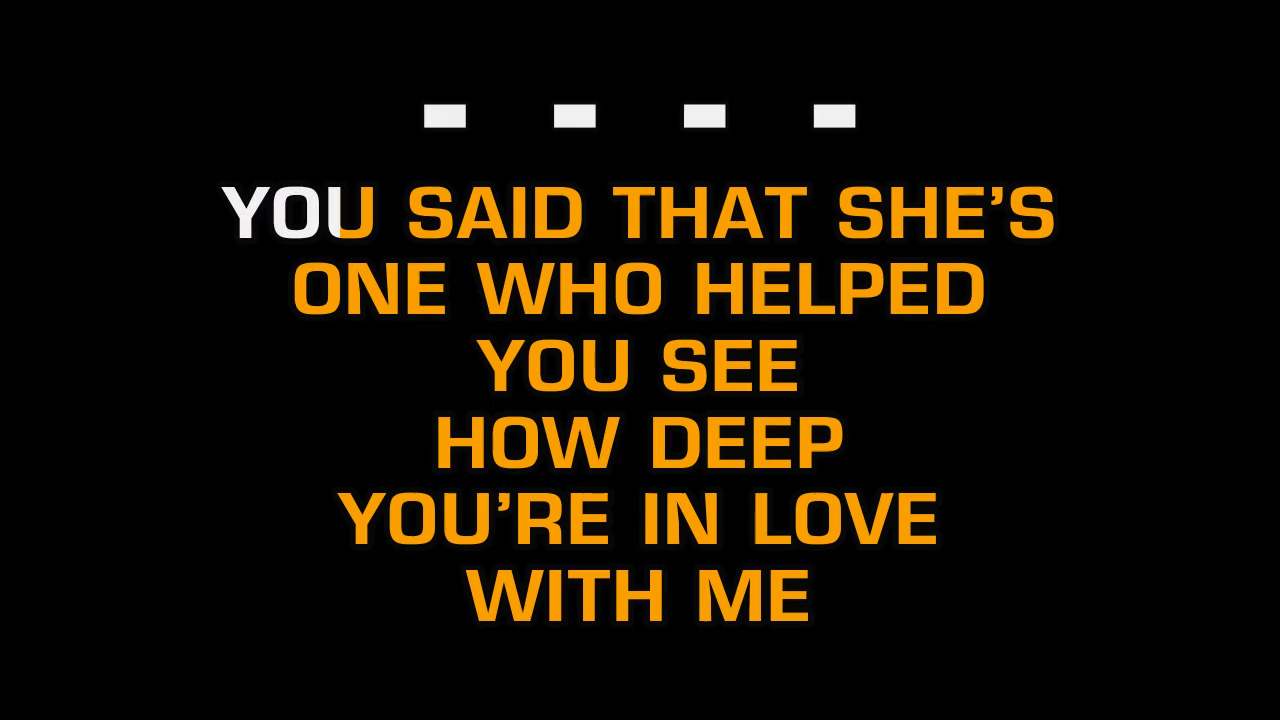 YOU SAID THAT SHE’S
ONE WHO HELPED
YOU SEE
HOW DEEP
YOU’RE IN LOVE
WITH ME